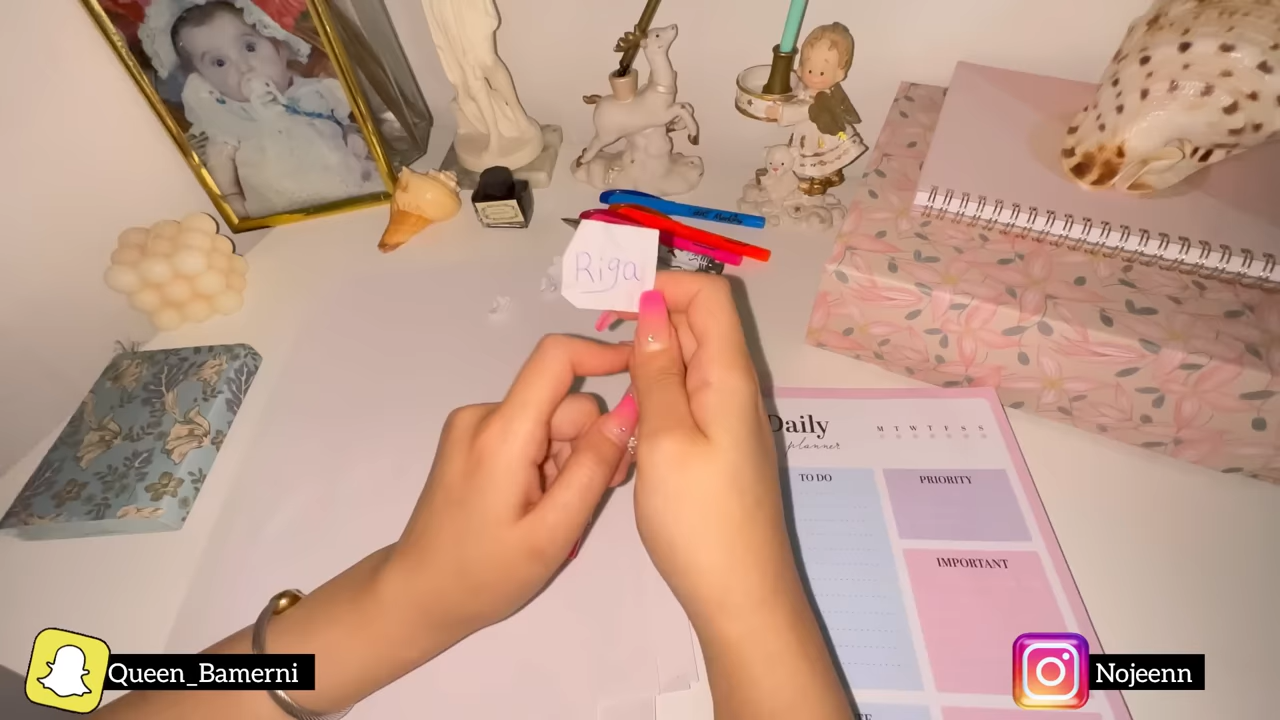 Riga
Daily
planner
M T W T F S S
TO DO
PRIORITY
IMPORTANT
Queen_Bamerni
Nojeenn